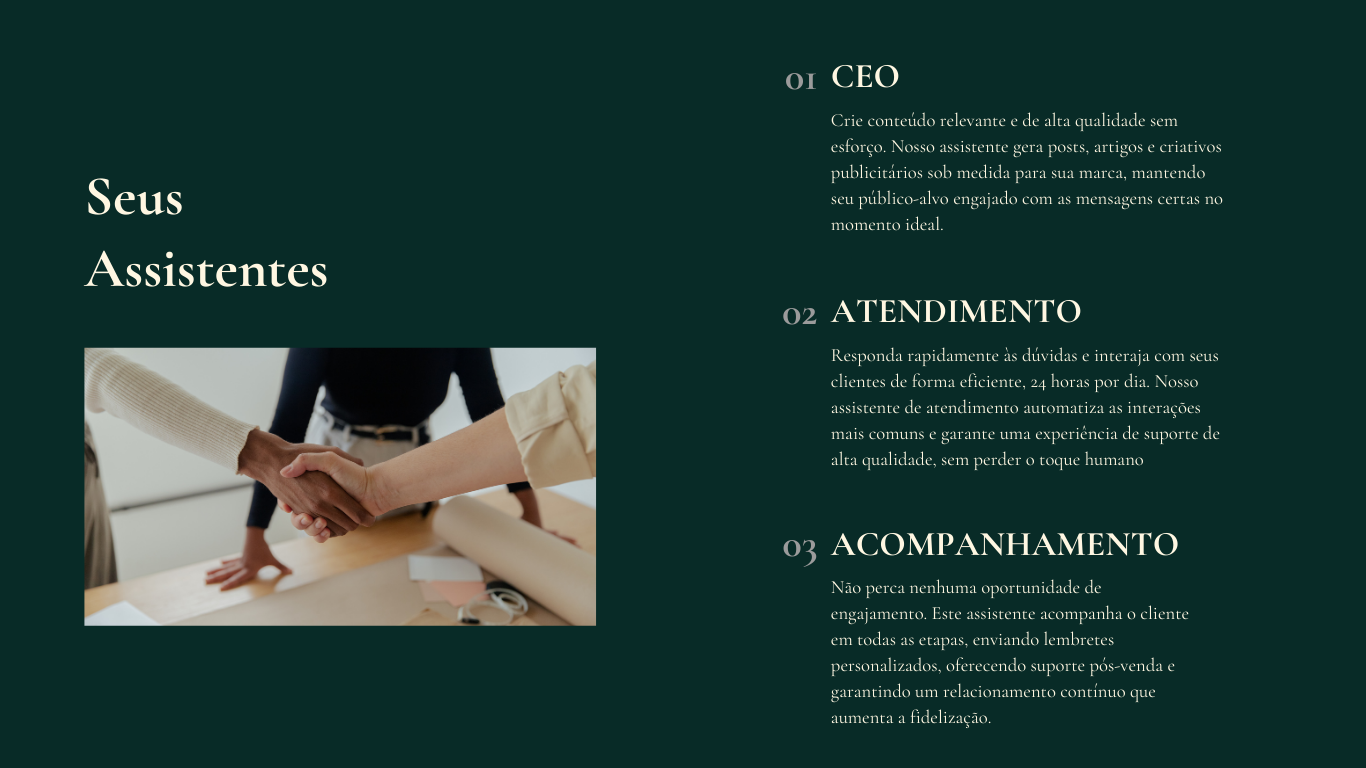 Seus
Assistentes
01 CEO
Crie conteúdo relevante e de alta qualidade sem
esforço. Nosso assistente gera posts, artigos e criativos
publicitários sob medida para sua marca, mantendo
seu público-alvo engajado com as mensagens certas no
momento ideal.
02 ATENDIMENTO
Responda rapidamente às dúvidas e interaja com seus
clientes de forma eficiente, 24 horas por dia. Nosso
assistente de atendimento automatiza as interações
mais comuns e garante uma experiência de suporte de
alta qualidade, sem perder o toque humano
03 ACOMPANHAMENTO
Não perca nenhuma oportunidade de
engajamento. Este assistente acompanha o cliente
em todas as etapas, enviando lembretes
personalizados, oferecendo suporte pós-venda e
garantindo um relacionamento contínuo que
aumenta a fidelização.